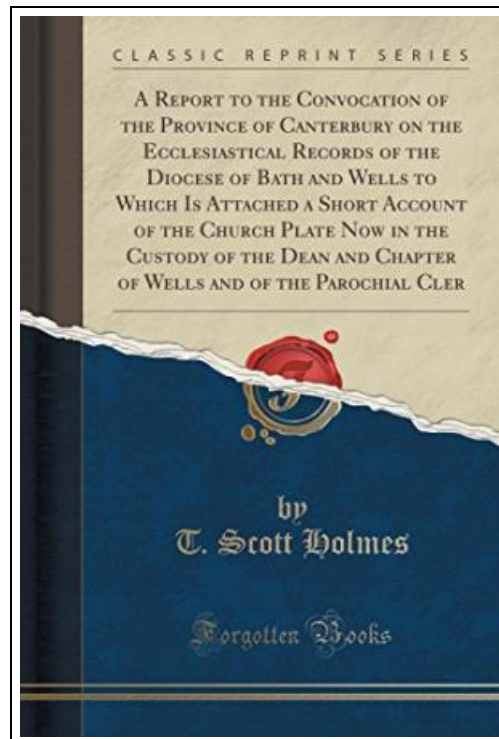 CLASSIC REPRINT SERIES
A REPORT TO THE CONVOCATION OF
THE PROVINCE OF CANTERBURY ON THE
ECCLESIASTICAL RECORDS OF THE
DIOCESE OF BATH AND WELLS TO
WHICH IS ATTACHED A SHORT ACCOUNT
OF THE CHURCH PLATE NOW IN THE
CUSTODY OF THE DEAN AND CHAPTER
OF WELLS AND OF THE PAROCHIAL CLER
by
T. Scott Holmes
Forgotten Books